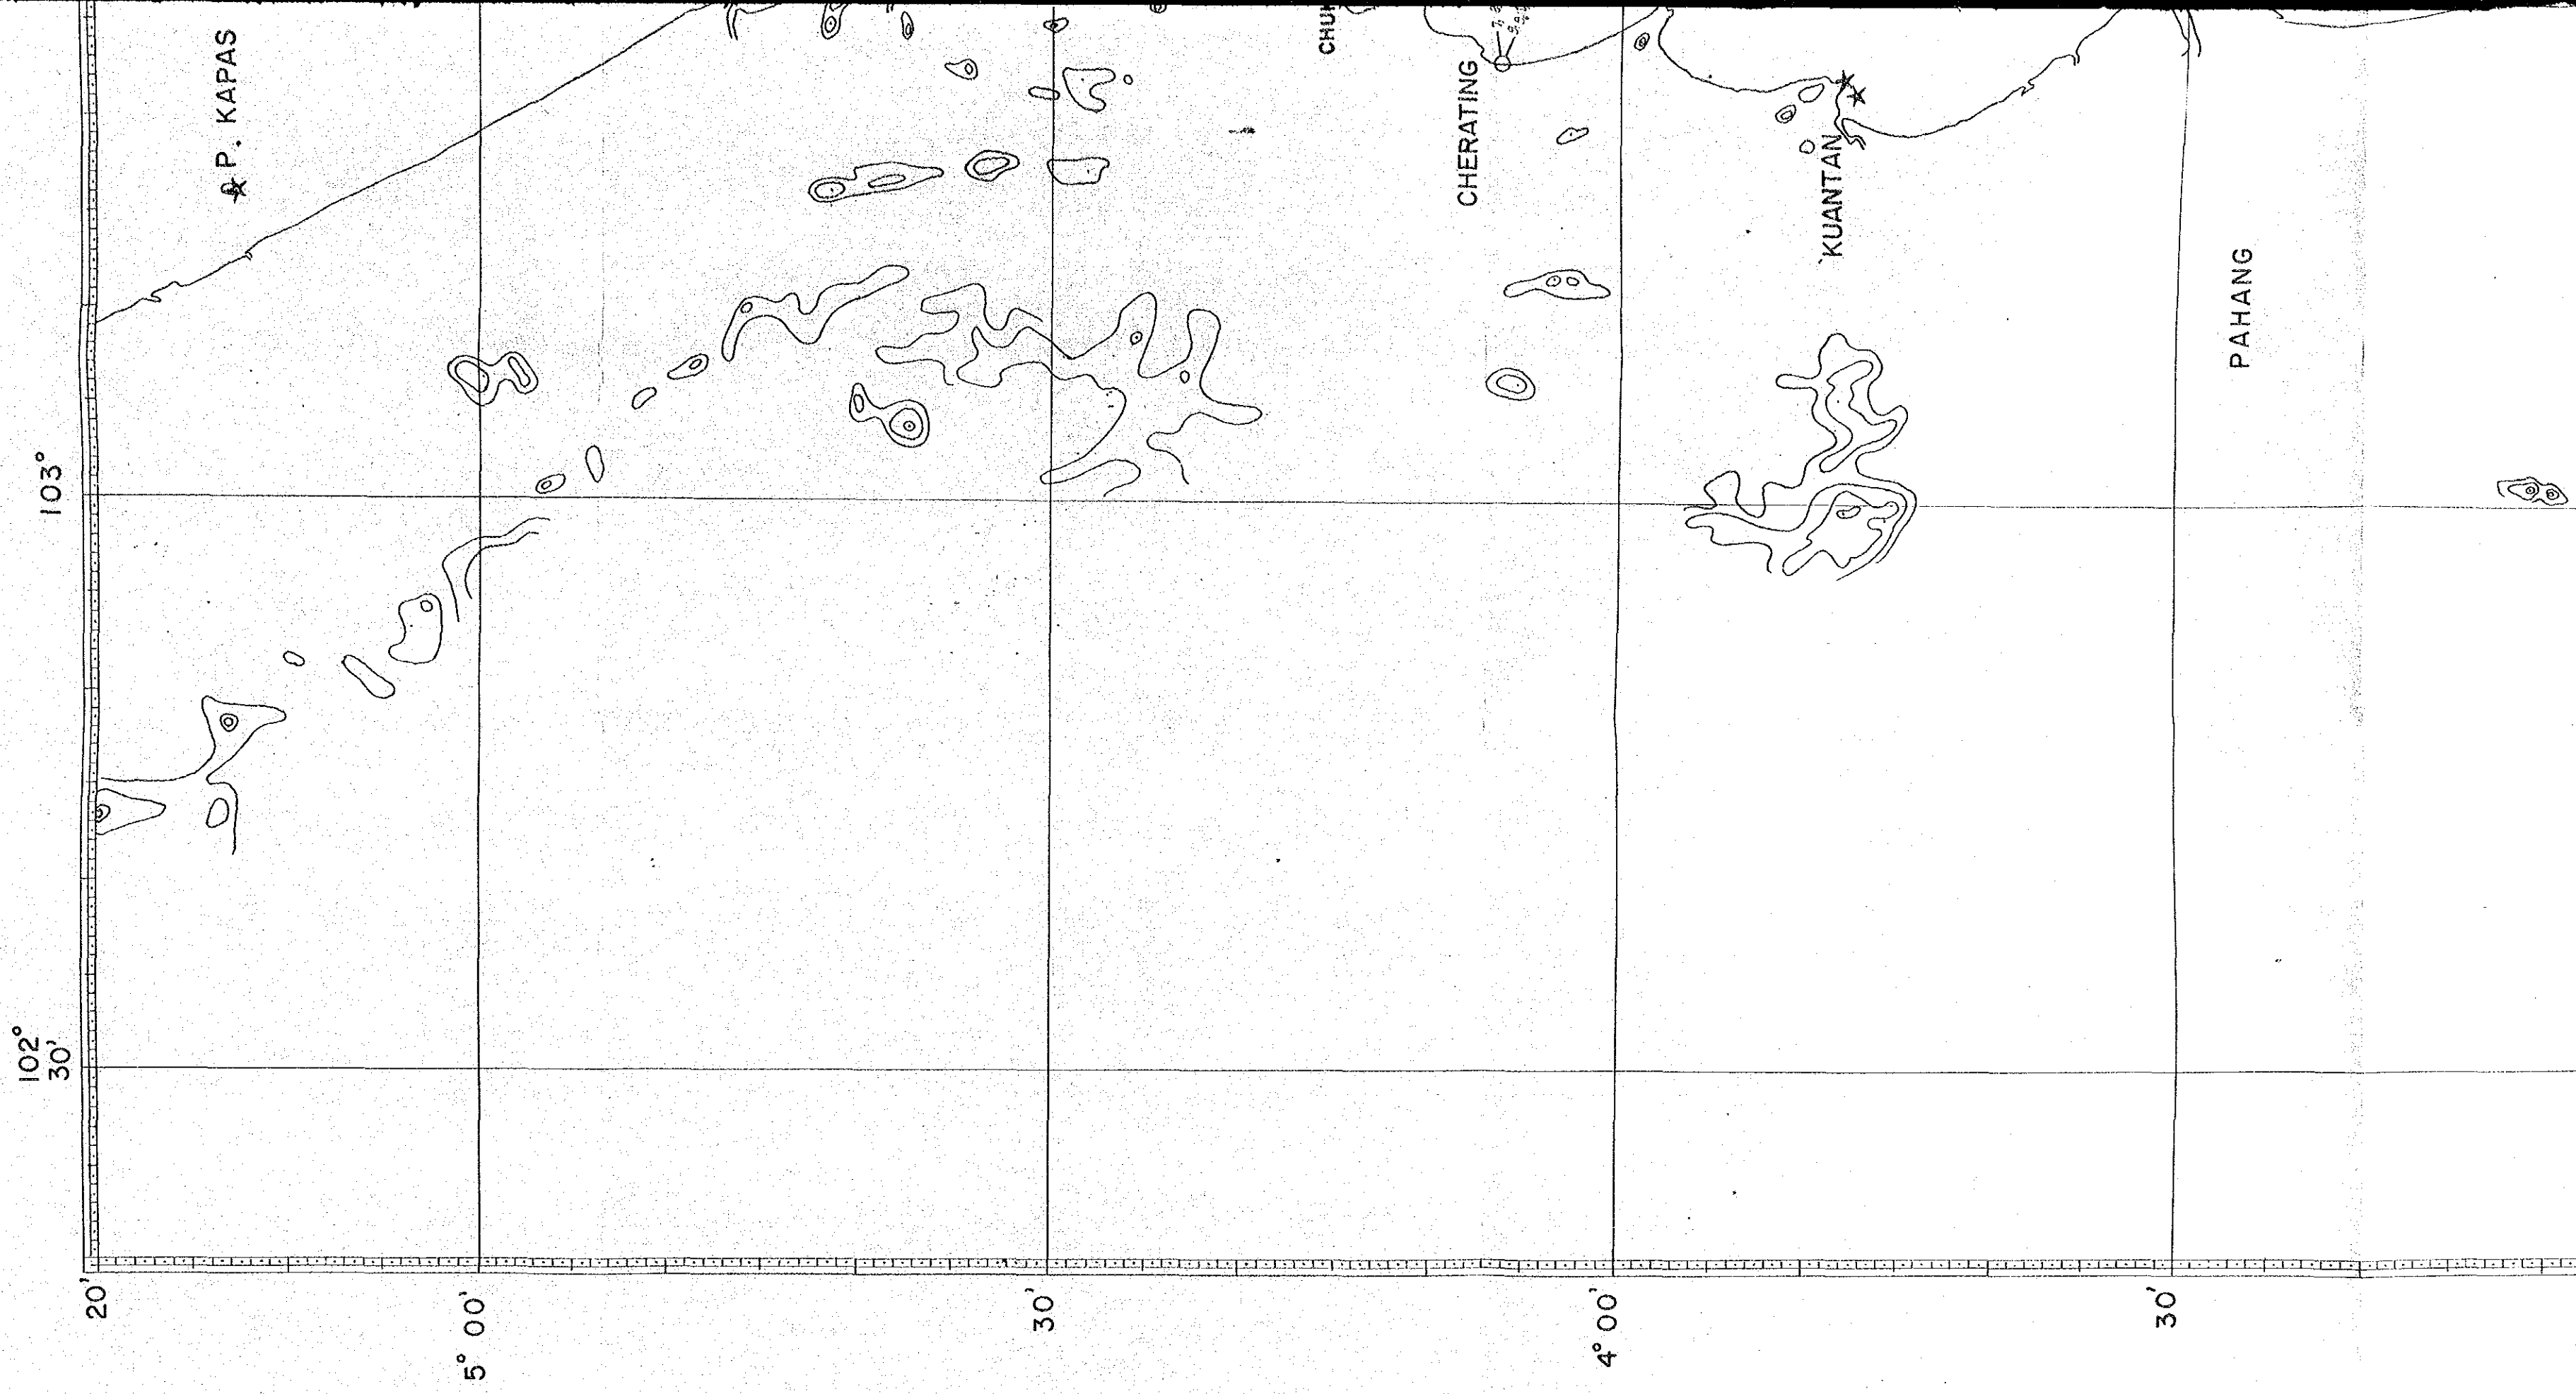 P. KAPAS
CHERATING
KUANTAN
PAHANG
103°
102°
30'
20'
5° 00'
30'
4° 00'
30'